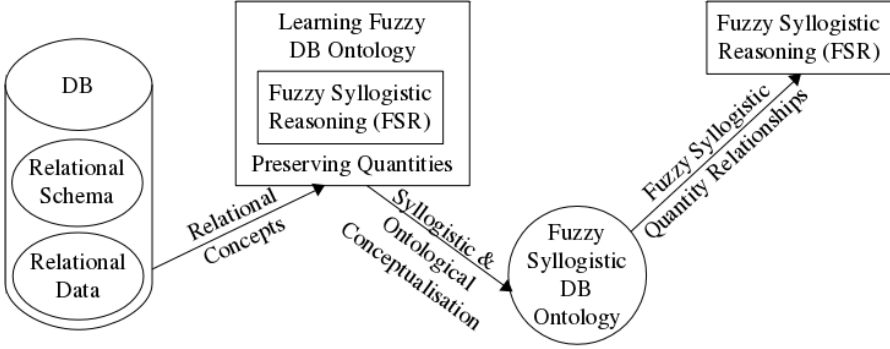 DB
Relational
Schema
Relational
Data
Relational
Concepts
Learning Fuzzy
DB Ontology
Fuzzy Syllogistic
Reasoning (FSR)
Preserving Quantities
Syllogistic &
Ontological
Conceptualisation
Fuzzy
Syllogistic
DB
Ontology
Fuzzy Syllogistic
Quantity Relationships
Fuzzy Syllogistic
Reasoning (FSR)